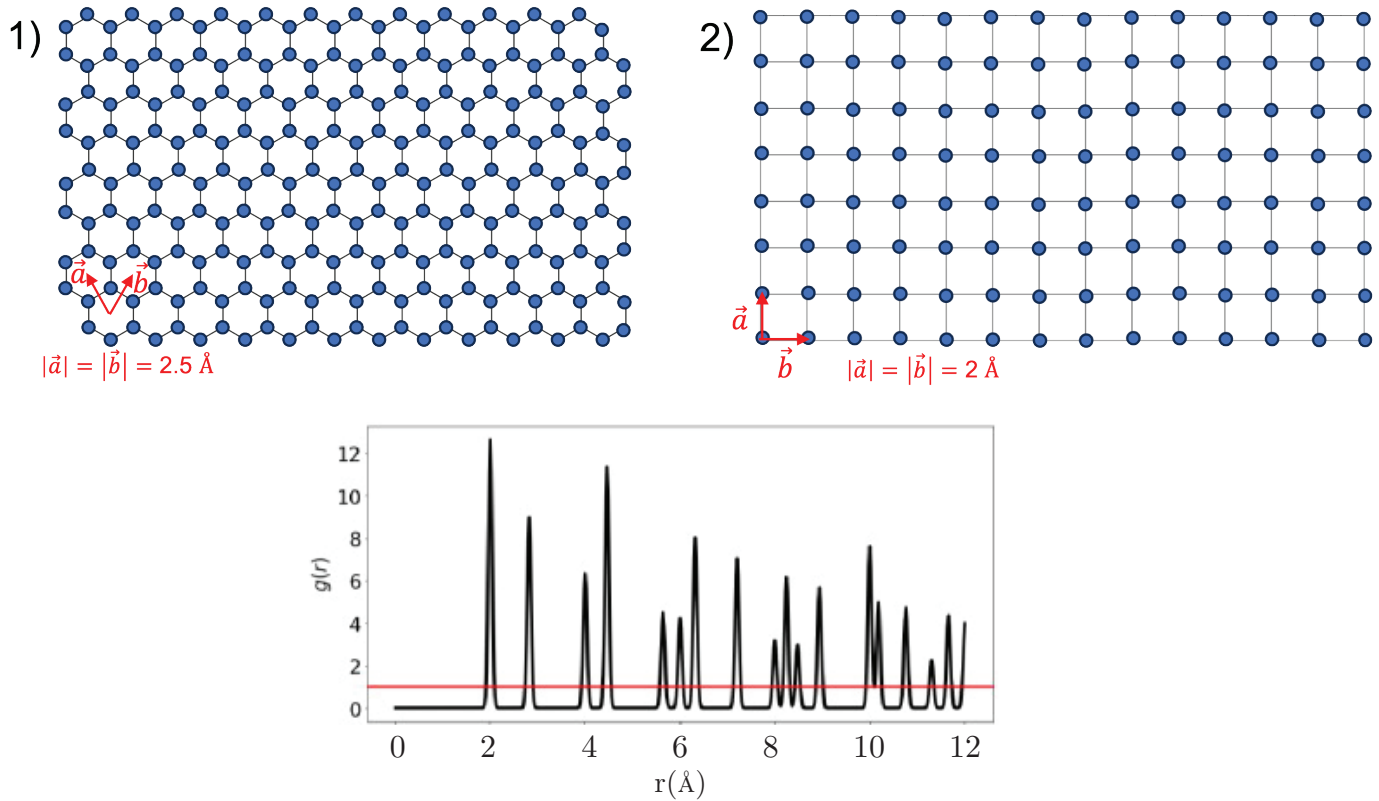 1)
2)
a⃗
b⃗
|a⃗| = |b⃗| = 2.5 Å
a⃗
b⃗
|a⃗| = |b⃗| = 2 Å
12
10
8
6
4
2
0
g(r)
0 2 4 6 8 10 12
r(Å)